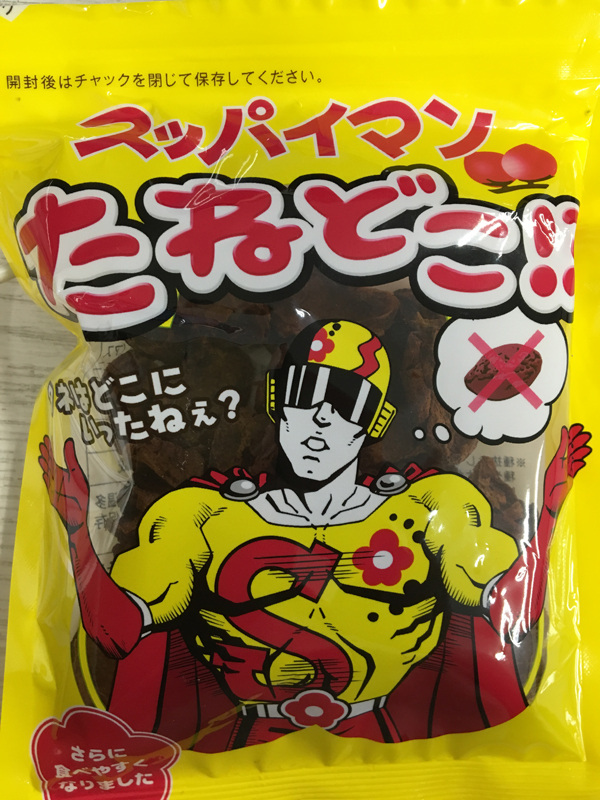 開封後はチャックを閉じて保存してください。
スッパイマン
たねどこ!!
タネはどこに
いったねぇ?
S
さらに
食べやすく
なりました